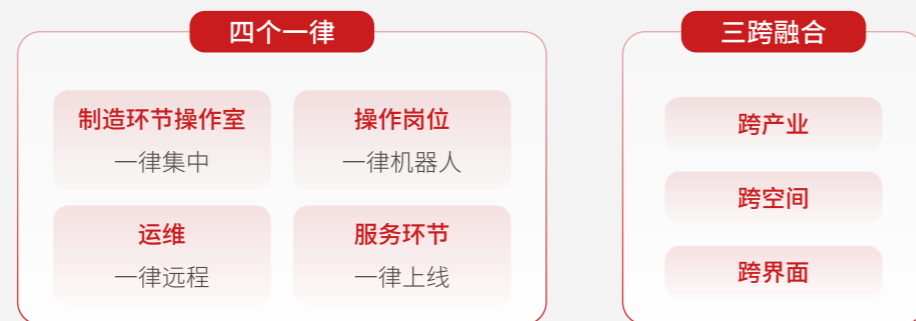 四个一律
制造环节操作室
一律集中
操作岗位
一律机器人
运维
一律远程
服务环节
一律上线
三跨融合
跨产业
跨空间
跨界面